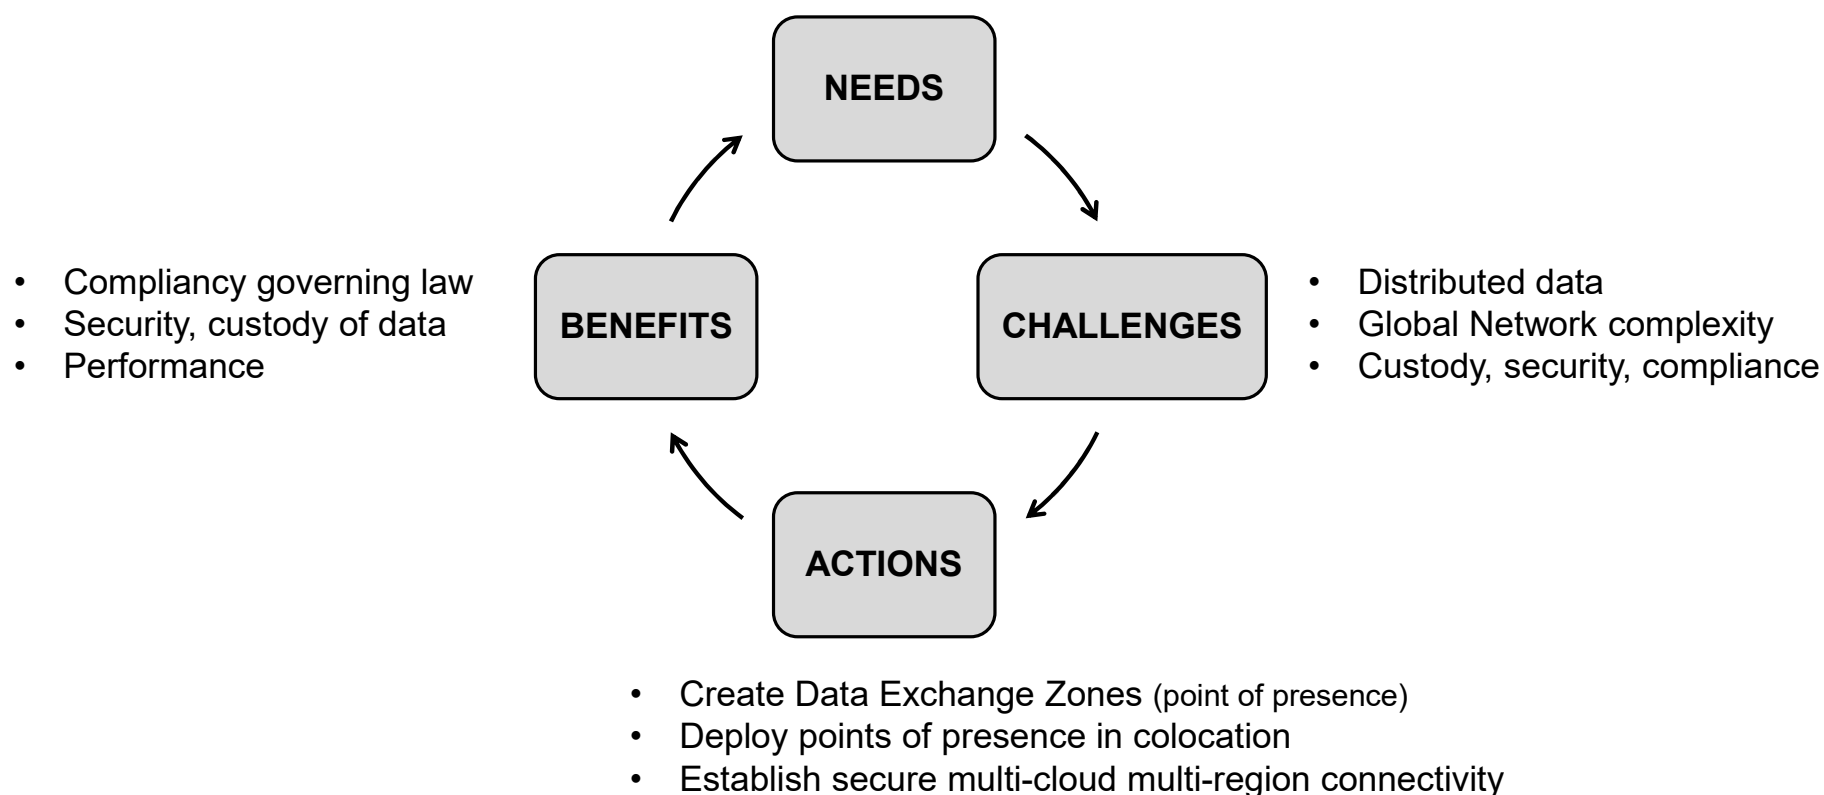 NEEDS
• Compliancy governing law
• Security, custody of data
• Performance
BENEFITS
CHALLENGES
• Distributed data
• Global Network complexity
• Custody, security, compliance
ACTIONS
• Create Data Exchange Zones (point of presence)
• Deploy points of presence in colocation
• Establish secure multi-cloud multi-region connectivity